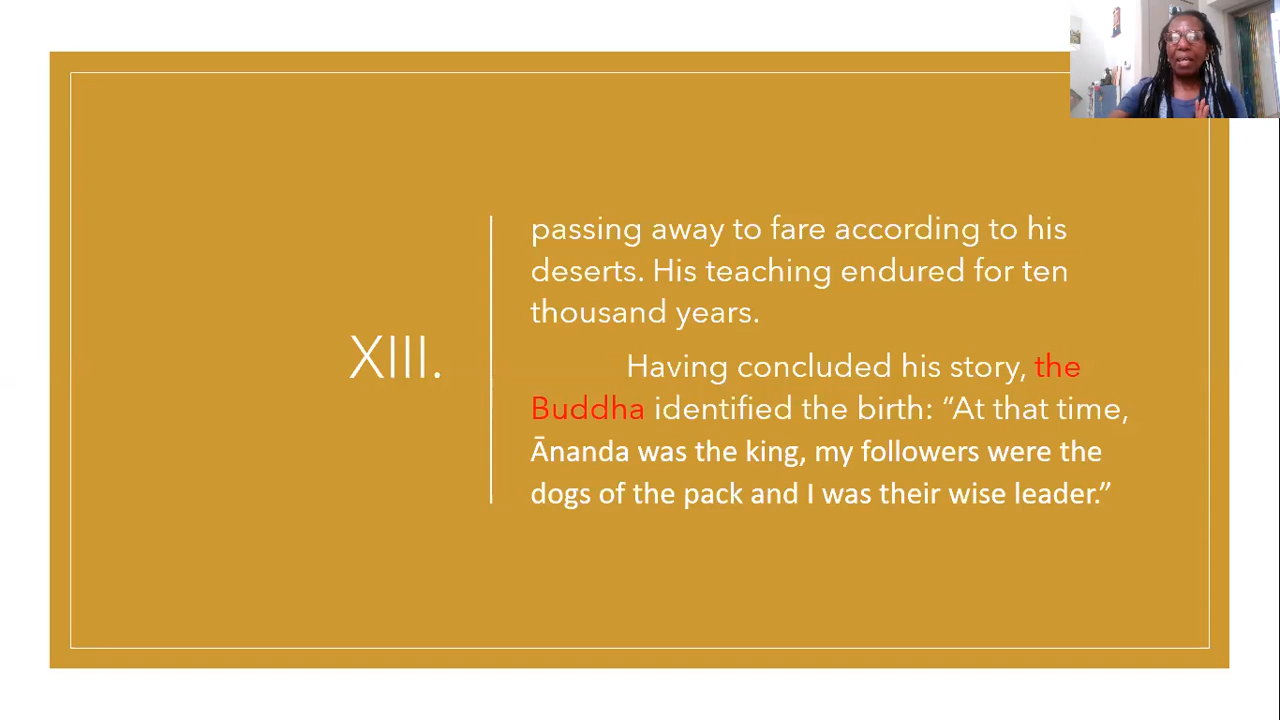 XIII.
passing away to fare according to his
deserts. His teaching endured for ten
thousand years.
Having concluded his story, the
Buddha identified the birth: “At that time,
Ānanda was the king, my followers were the
dogs of the pack and I was their wise leader.”